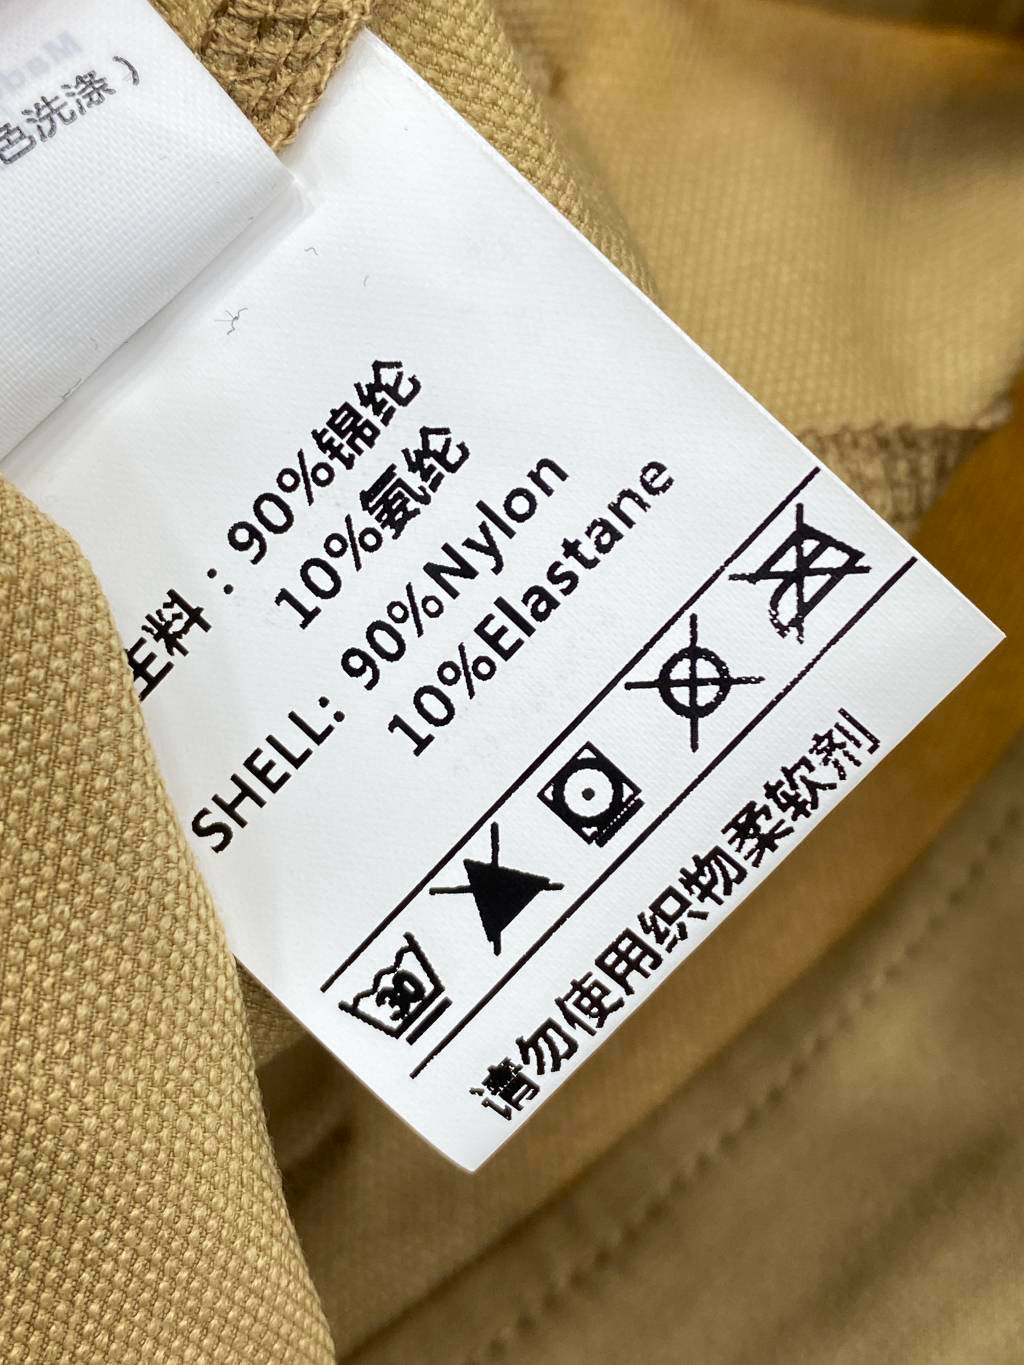 色洗涤）
主料：90%锦纶
10%氨纶
SHELL: 90%Nylon
10%Elastane
30
请勿使用织物柔软剂